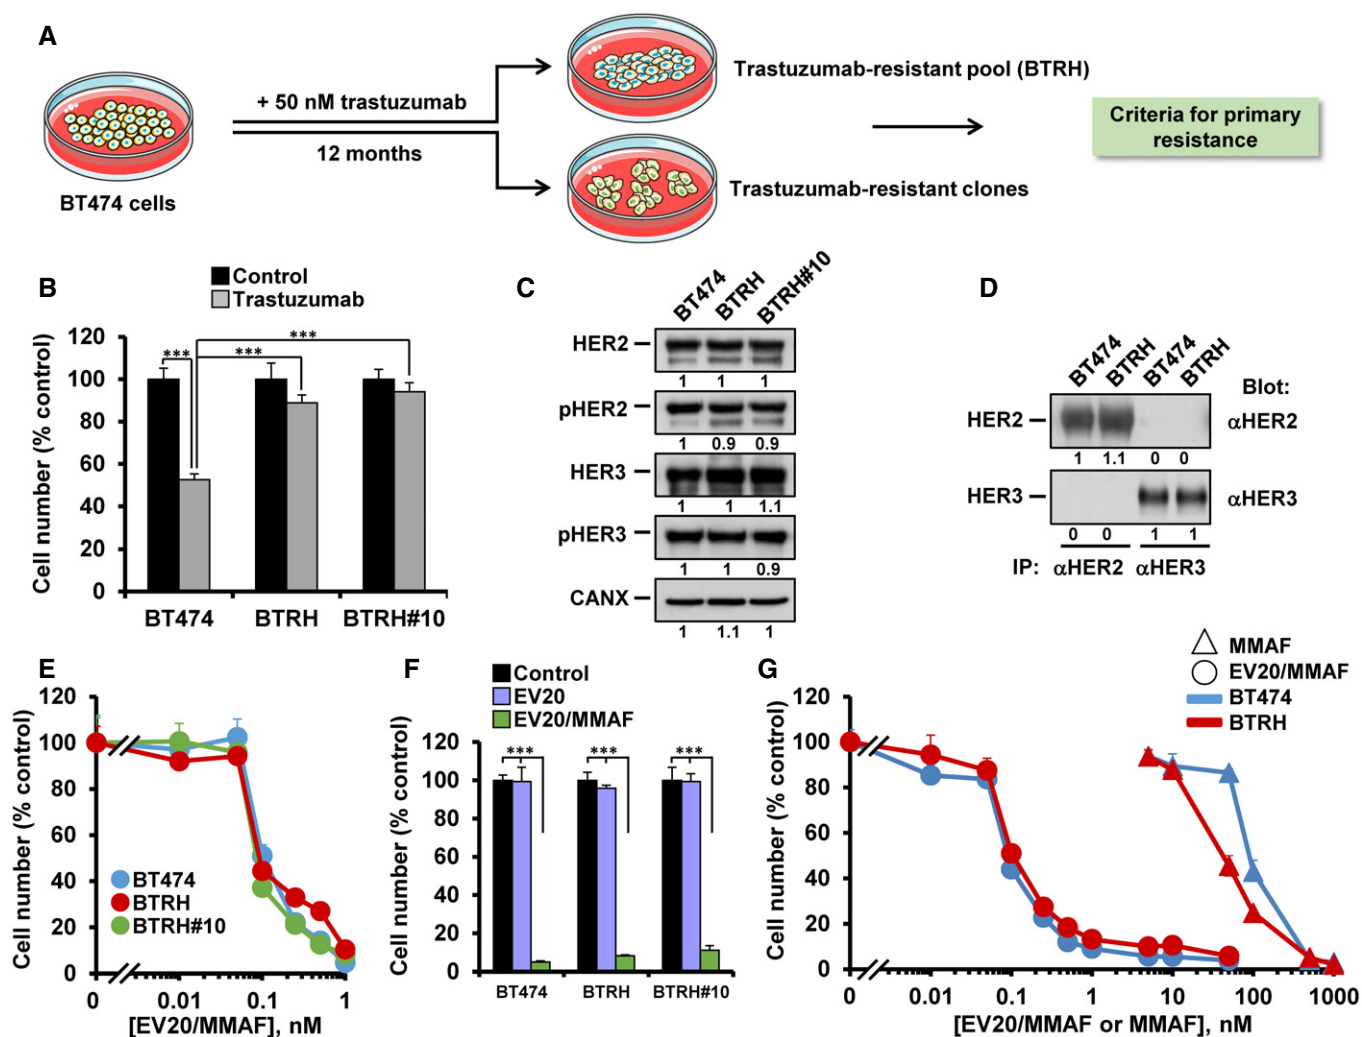 A
BT474 cells
+ 50 nM trastuzumab
12 months
Trastuzumab-resistant pool (BTRH)
Trastuzumab-resistant clones
Criteria for primary
resistance
B
Control
Trastuzumab
Cell number (% control)
120
100
80
60
40
20
0
***
***
***
BT474
BTRH
BTRH#10
C
BT474
BTRH
BTRH#10
HER2
1 1 1
pHER2
1 0.9 0.9
HER3
1 1 1.1
pHER3
1 1 0.9
CANX
1 1.1 1
D
BT474
BTRH
BT474
BTRH
Blot:
HER2
αHER2
1 1.1 0 0
HER3
αHER3
0 0 1 1
IP: αHER2 αHER3
E
Cell number (% control)
120
100
80
60
40
20
0
BT474
BTRH
BTRH#10
0 0.01 0.1 1
[EV20/MMAF], nM
F
Control
EV20
EV20/MMAF
Cell number (% control)
120
100
80
60
40
20
0
***
***
***
BT474
BTRH
BTRH#10
G
MMAF
EV20/MMAF
BT474
BTRH
Cell number (% control)
120
100
80
60
40
20
0
0 0.01 0.1 1 10 100 1000
[EV20/MMAF or MMAF], nM